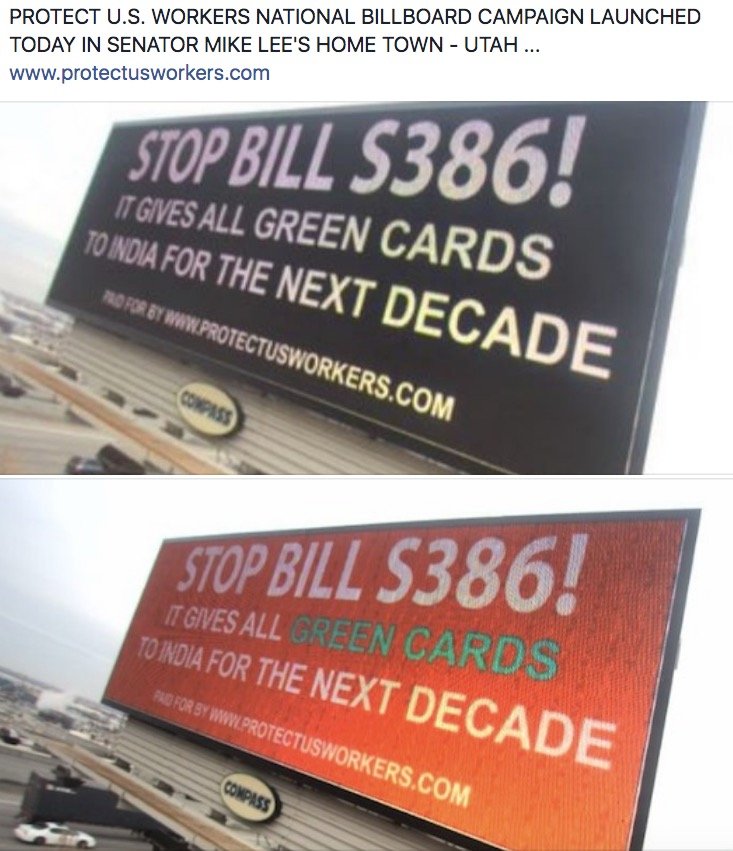 PROTECT U.S. WORKERS NATIONAL BILLBOARD CAMPAIGN LAUNCHED
TODAY IN SENATOR MIKE LEE'S HOME TOWN - UTAH ...
www.protectusworkers.com
STOP BILL S386!
IT GIVES ALL GREEN CARDS
TO INDIA FOR THE NEXT DECADE
PAID FOR BY WWW.PROTECTUSWORKERS.COM
COMPASS
STOP BILL S386!
IT GIVES ALL GREEN CARDS
TO INDIA FOR THE NEXT DECADE
PAID FOR BY WWW.PROTECTUSWORKERS.COM
COMPASS